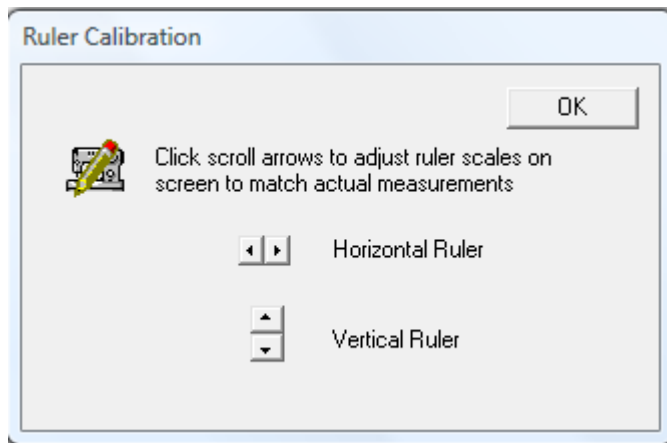 Ruler Calibration
OK
Click scroll arrows to adjust ruler scales on
screen to match actual measurements
Horizontal Ruler
Vertical Ruler